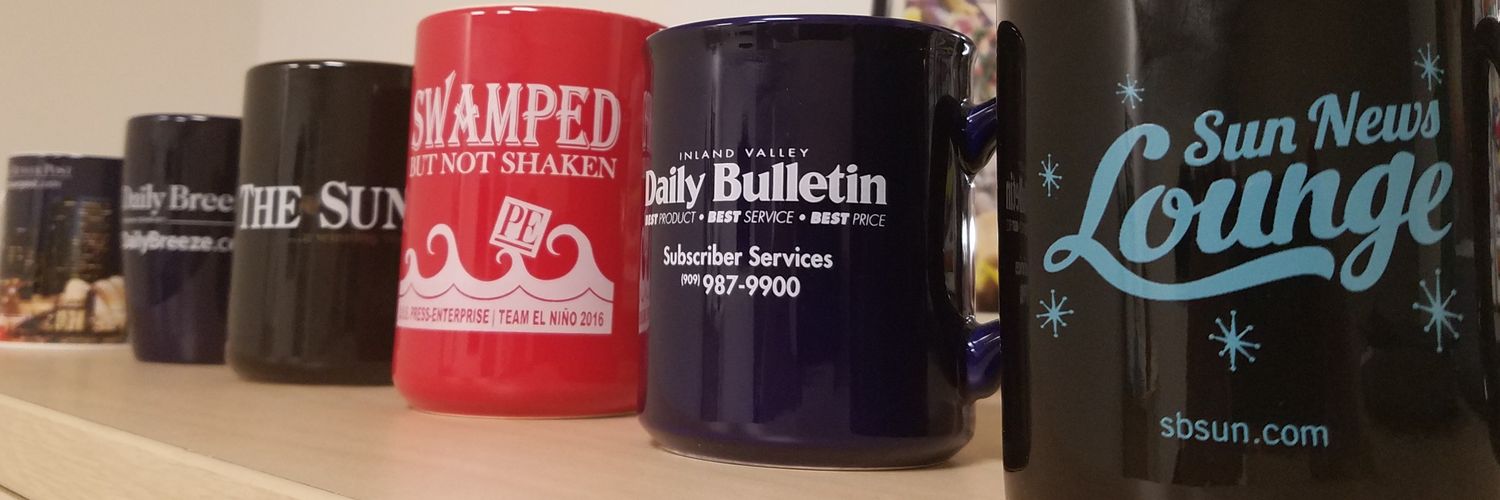 Daily Bree
DailyBreeze.c
THE SUN
SWAMPED
BUT NOT SHAKEN
PE
PRESS-ENTERPRISE | TEAM EL NIÑO 2016
INLAND VALLEY
Daily Bulletin
BEST PRODUCT • BEST SERVICE • BEST PRICE
Subscriber Services
(909) 987-9900
Sun News
Lounge
sbsun.com